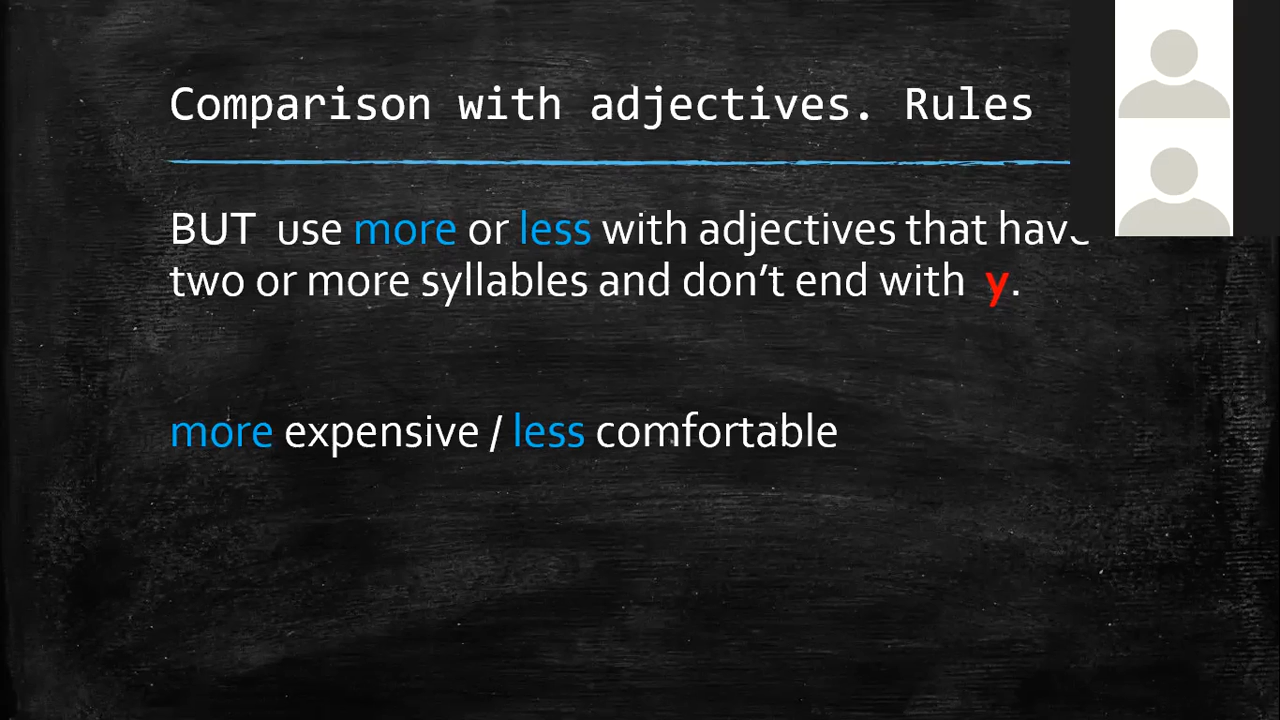 Comparison with adjectives. Rules
BUT use more or less with adjectives that have
two or more syllables and don’t end with y.
more expensive / less comfortable